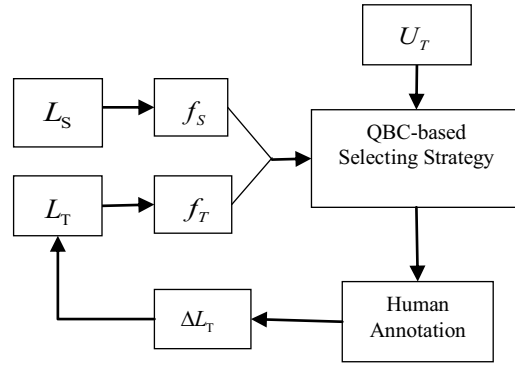 U_T
L_S
f_S
QBC-based
Selecting Strategy
L_T
f_T
ΔL_T
Human
Annotation